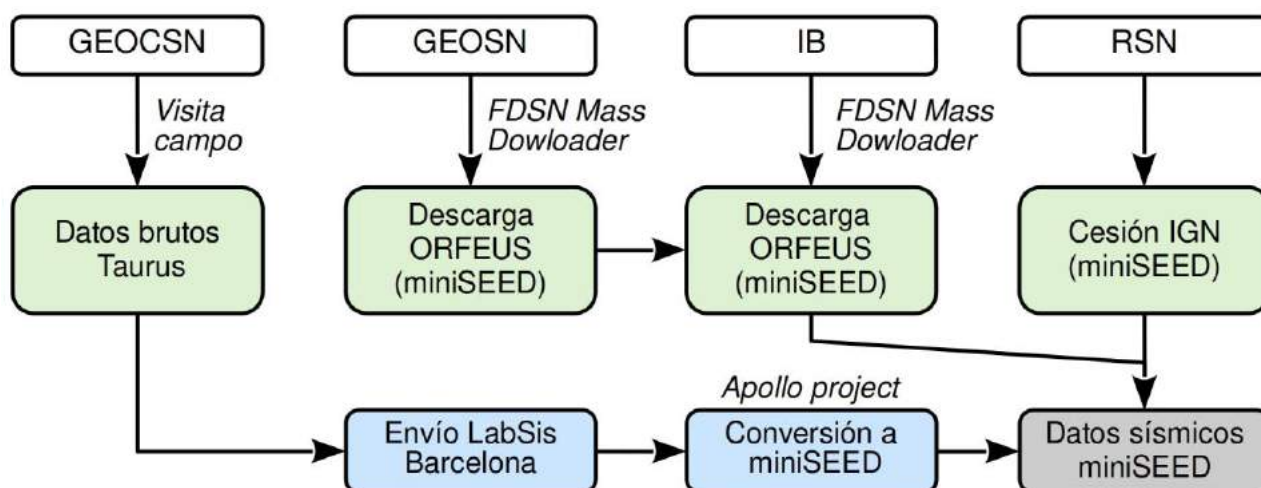 GEOCSN
GEOSN
IB
RSN
Visita
campo
FDSN Mass
Dowloader
FDSN Mass
Dowloader
Datos brutos
Taurus
Descarga
ORFEUS
(miniSEED)
Descarga
ORFEUS
(miniSEED)
Cesión IGN
(miniSEED)
Apollo project
Envío LabSis
Barcelona
Conversión a
miniSEED
Datos sísmicos
miniSEED